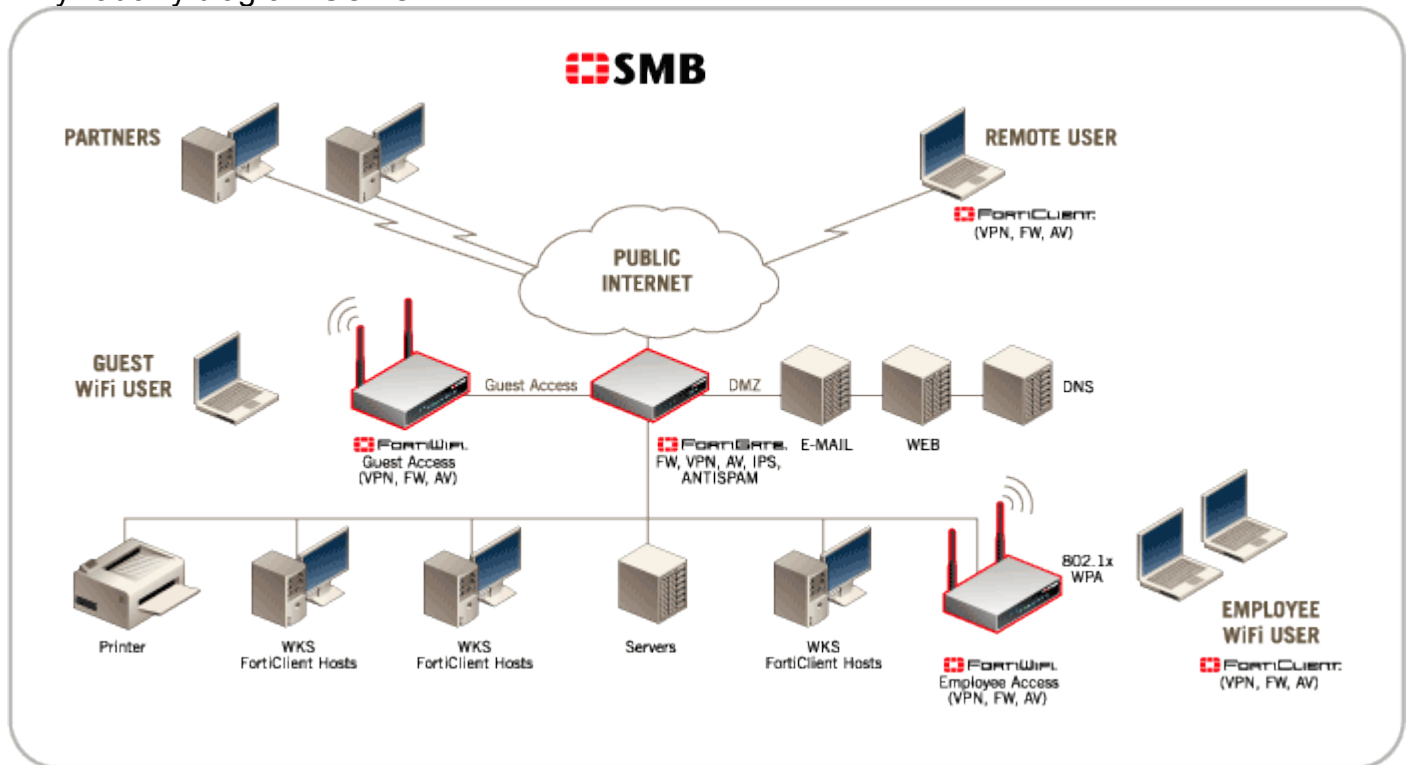 SMB
PARTNERS
REMOTE USER
FORTICLIENT
(VPN, FW, AV)
PUBLIC
INTERNET
GUEST
WiFi USER
Guest Access
DMZ
DNS
FORTIWIFI
Guest Access
(VPN, FW, AV)
FORTIGATE
FW, VPN, AV, IPS,
ANTISPAM
E-MAIL
WEB
802.1x
WPA
Printer
WKS
FortiClient Hosts
WKS
FortiClient Hosts
Servers
WKS
FortiClient Hosts
FORTIWIFI
Employee Access
(VPN, FW, AV)
EMPLOYEE
WiFi USER
FORTICLIENT
(VPN, FW, AV)